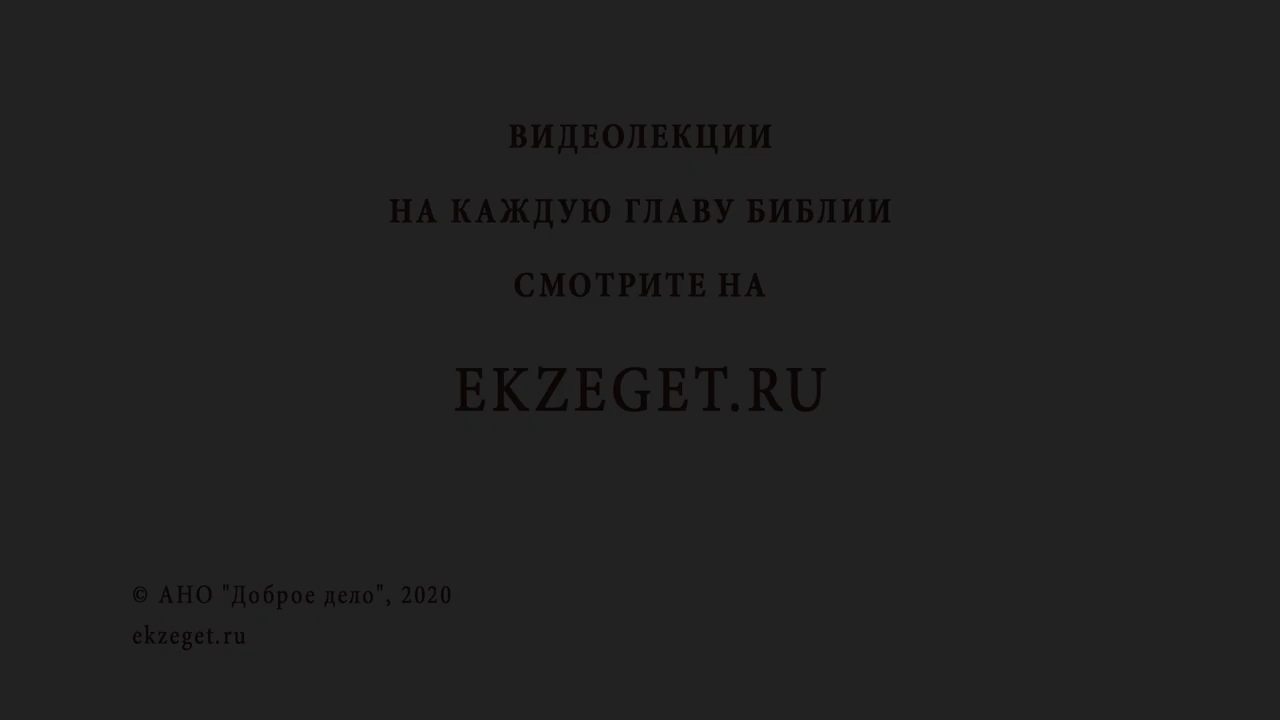 ВИДЕОЛЕКЦИИ
НА КАЖДУЮ ГЛАВУ БИБЛИИ
СМОТРИТЕ НА
EKZEGET.RU
© АНО "Доброе дело", 2020
ekzeget.ru